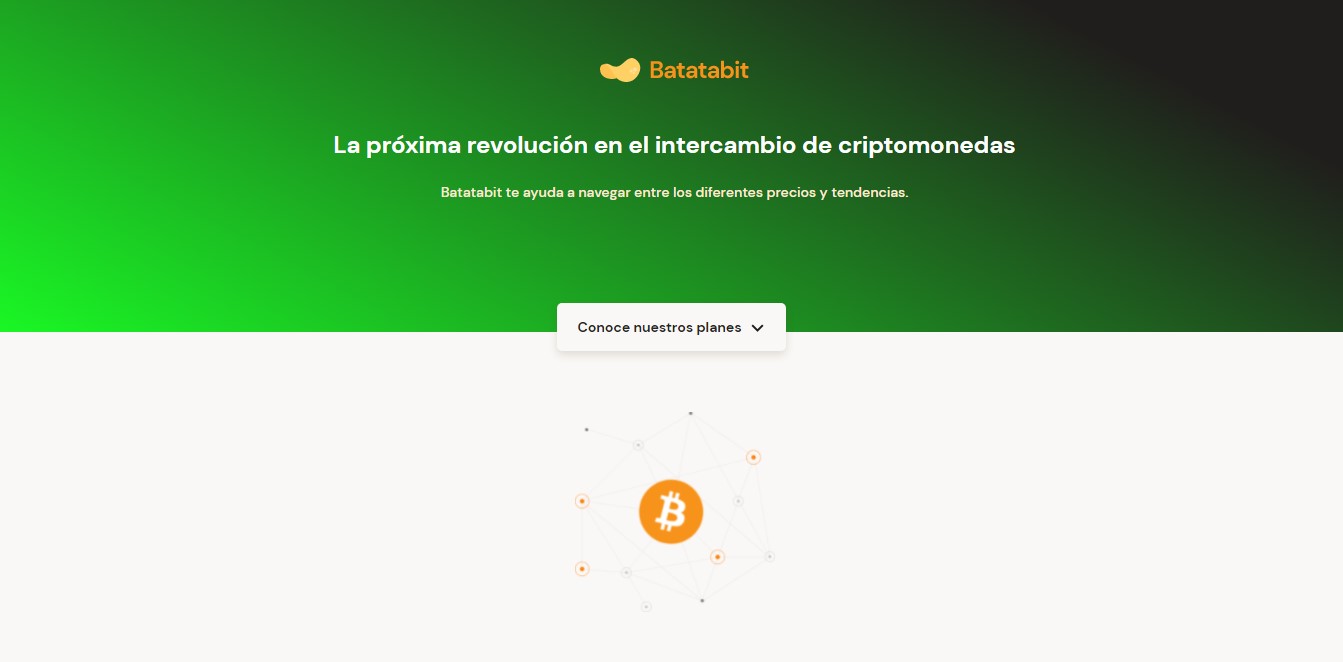 Batatabit
La próxima revolución en el intercambio de criptomonedas
Batatabit te ayuda a navegar entre los diferentes precios y tendencias.
Conoce nuestros planes